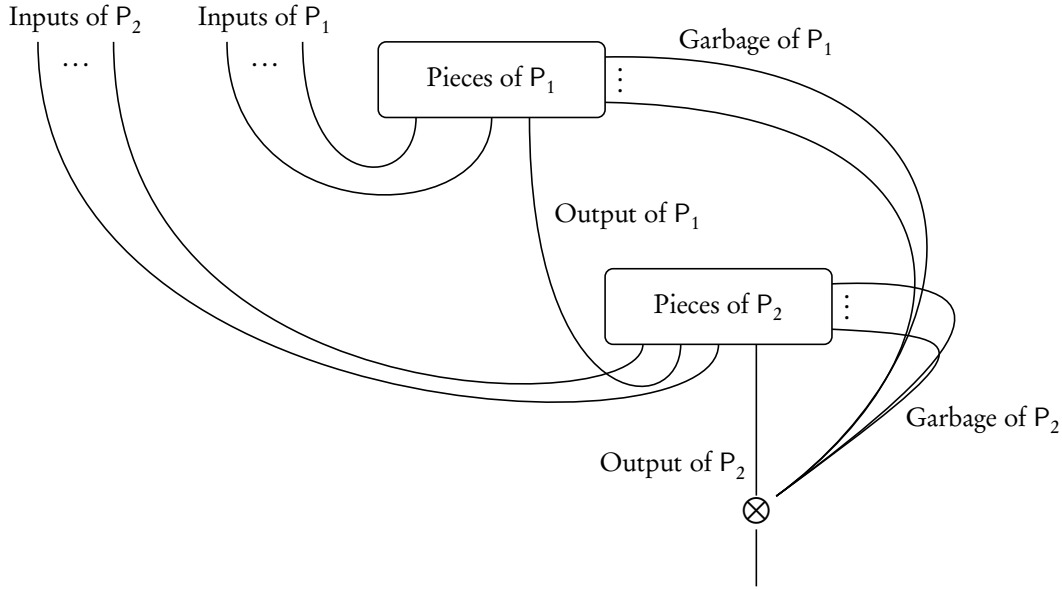 Inputs of P₂
Inputs of P₁
...
...
Garbage of P₁
Pieces of P₁
⋮
Output of P₁
Pieces of P₂
⋮
Garbage of P₂
Output of P₂
⊗